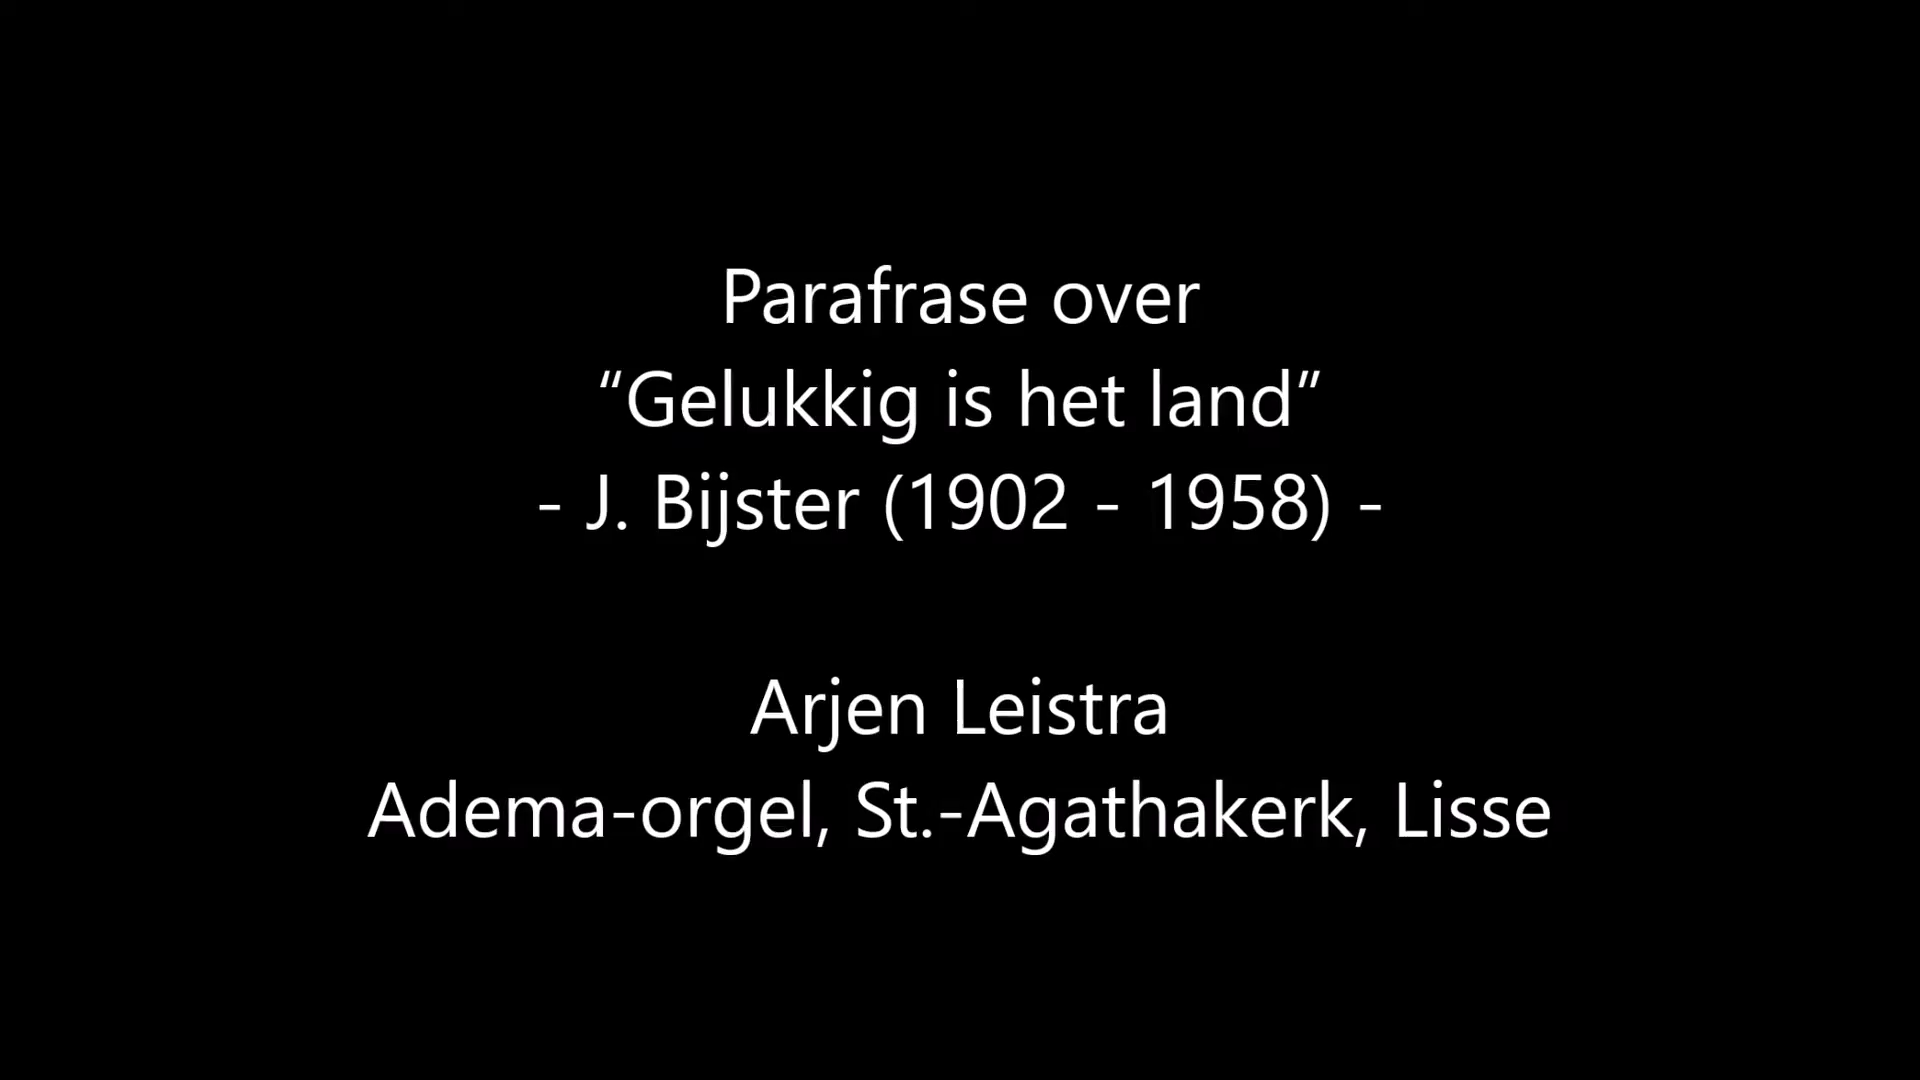 Parafrase over
“Gelukkig is het land”
- J. Bijster (1902 - 1958) -
Arjen Leistra
Adema-orgel, St.-Agathakerk, Lisse